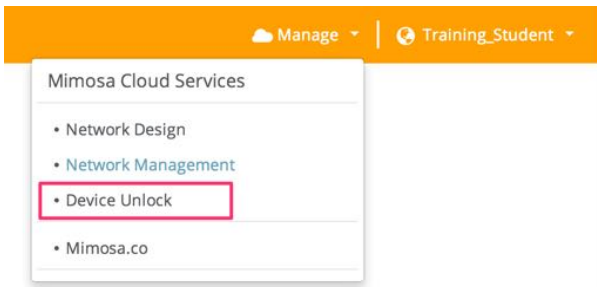 Manage Training_Student
Mimosa Cloud Services
• Network Design
• Network Management
• Device Unlock
• Mimosa.co